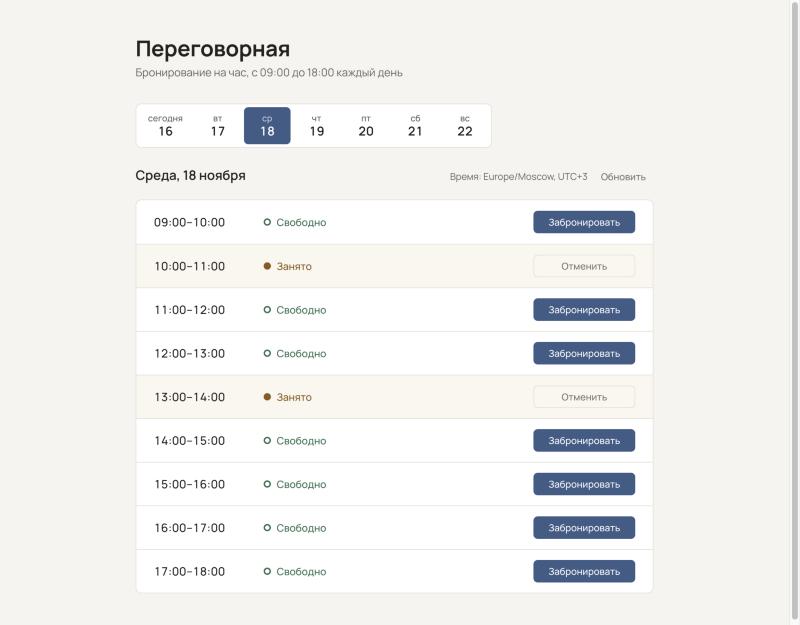 Переговорная
Бронирование на час, с 09:00 до 18:00 каждый день
сегодня вт ср чт пт сб вс
16 17 18 19 20 21 22
Среда, 18 ноября Время: Europe/Moscow, UTC+3 Обновить
09:00–10:00 Свободно Забронировать
10:00–11:00 Занято Отменить
11:00–12:00 Свободно Забронировать
12:00–13:00 Свободно Забронировать
13:00–14:00 Занято Отменить
14:00–15:00 Свободно Забронировать
15:00–16:00 Свободно Забронировать
16:00–17:00 Свободно Забронировать
17:00–18:00 Свободно Забронировать